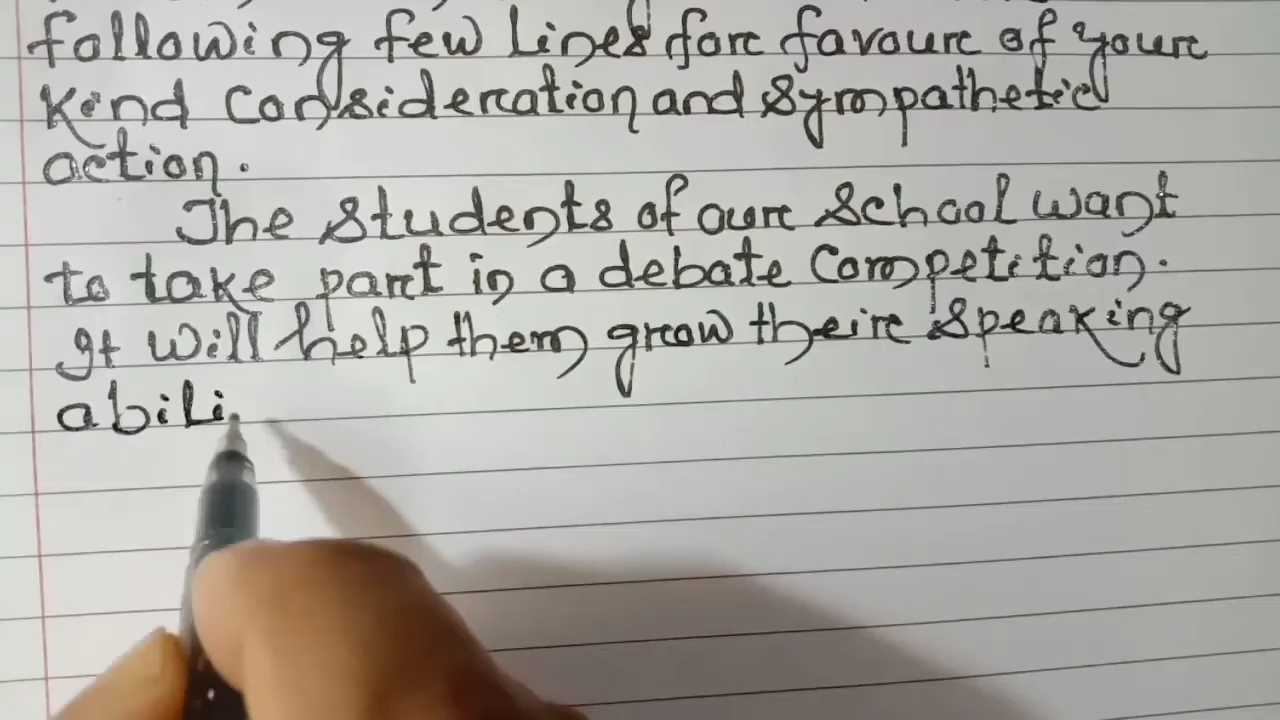 following few lines for favour of your
kind consideration and sympathetic
action.
The students of our school want
to take part in a debate competition.
It will help them grow their speaking
abili